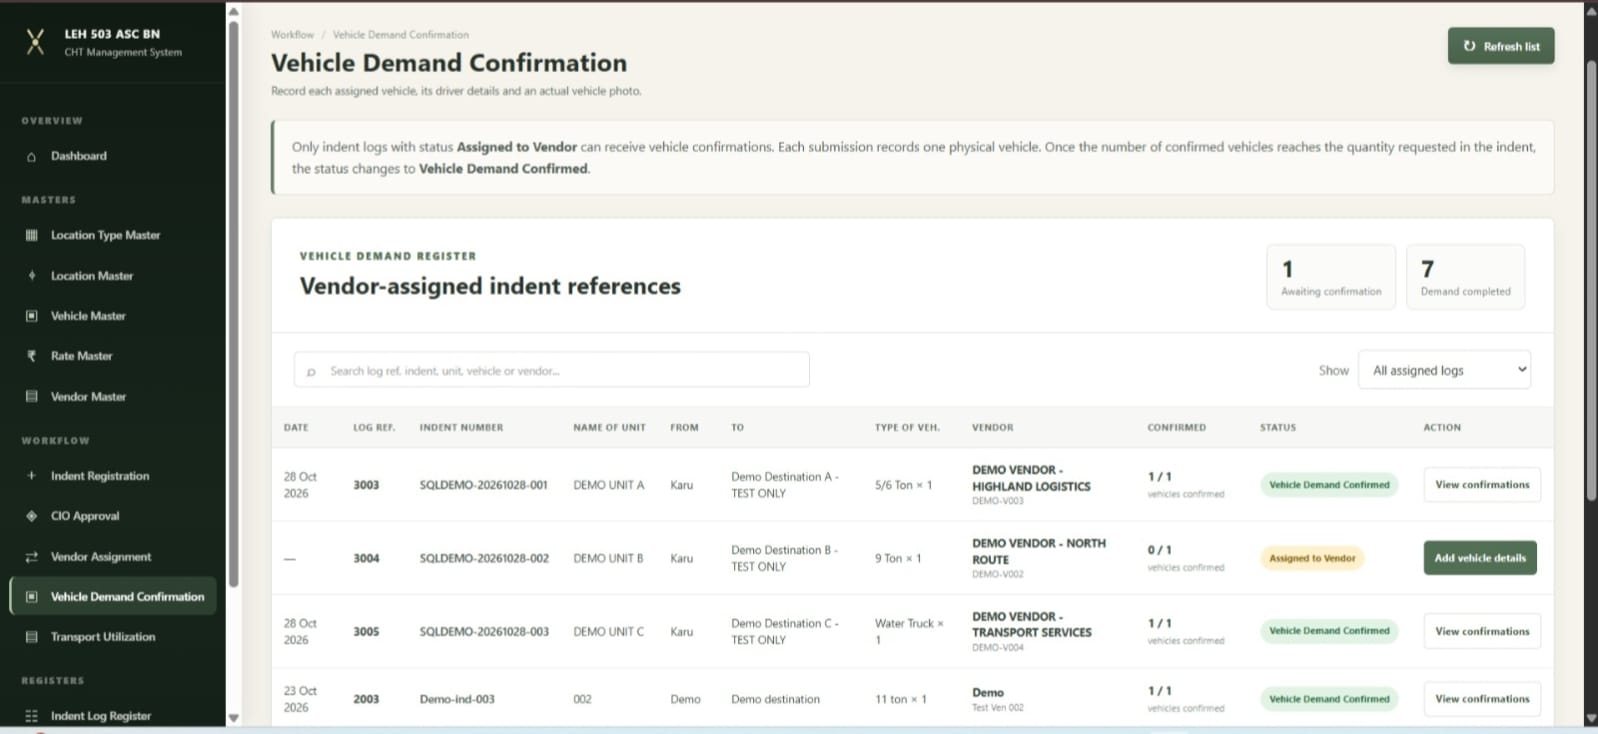 LEH 503 ASC BN
CHT Management System
OVERVIEW
Dashboard
MASTERS
Location Type Master
Location Master
Vehicle Master
₹ Rate Master
Vendor Master
WORKFLOW
+ Indent Registration
CIO Approval
Vendor Assignment
Vehicle Demand Confirmation
Transport Utilization
REGISTERS
Indent Log Register
Workflow / Vehicle Demand Confirmation
Vehicle Demand Confirmation
Record each assigned vehicle, its driver details and an actual vehicle photo.
Refresh list
Only indent logs with status Assigned to Vendor can receive vehicle confirmations. Each submission records one physical vehicle. Once the number of confirmed vehicles reaches the quantity requested in the indent,
the status changes to Vehicle Demand Confirmed.
VEHICLE DEMAND REGISTER
Vendor-assigned indent references
1
Awaiting confirmation
7
Demand completed
Search log ref, indent, unit, vehicle or vendor...
Show All assigned logs
DATE LOG REF. INDENT NUMBER NAME OF UNIT FROM TO TYPE OF VEH. VENDOR CONFIRMED STATUS ACTION
28 Oct 2026 3003 SQLDEMO-20261028-001 DEMO UNIT A Karu Demo Destination A - TEST ONLY 5/6 Ton × 1 DEMO VENDOR - HIGHLAND LOGISTICS DEMO-V003 1 / 1 vehicles confirmed Vehicle Demand Confirmed View confirmations
— 3004 SQLDEMO-20261028-002 DEMO UNIT B Karu Demo Destination B - TEST ONLY 9 Ton × 1 DEMO VENDOR - NORTH ROUTE DEMO-V002 0 / 1 vehicles confirmed Assigned to Vendor Add vehicle details
28 Oct 2026 3005 SQLDEMO-20261028-003 DEMO UNIT C Karu Demo Destination C - TEST ONLY Water Truck × 1 DEMO VENDOR - TRANSPORT SERVICES DEMO-V004 1 / 1 vehicles confirmed Vehicle Demand Confirmed View confirmations
23 Oct 2026 2003 Demo-ind-003 002 Demo Demo destination 11 ton × 1 Demo Test Ven 002 1 / 1 vehicles confirmed Vehicle Demand Confirmed View confirmations